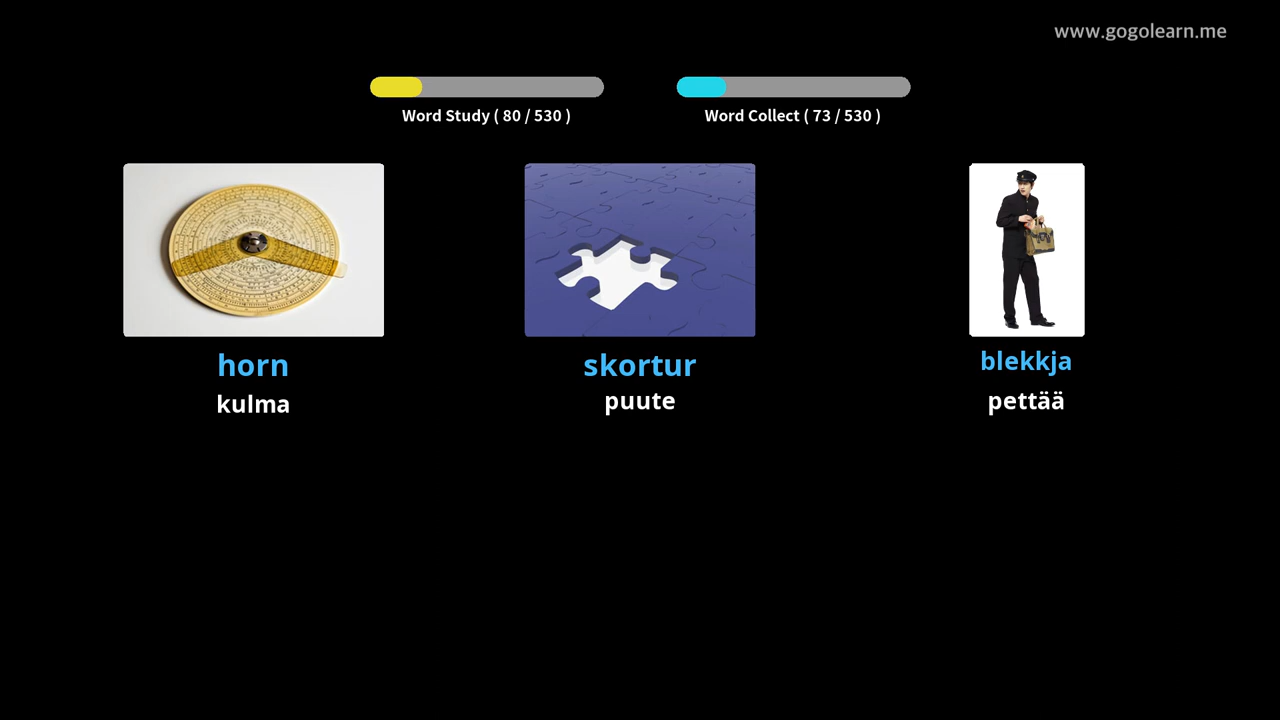 www.gogolearn.me
Word Study ( 80 / 530 )
Word Collect ( 73 / 530 )
horn
kulma
skortur
puute
blekkja
pettää